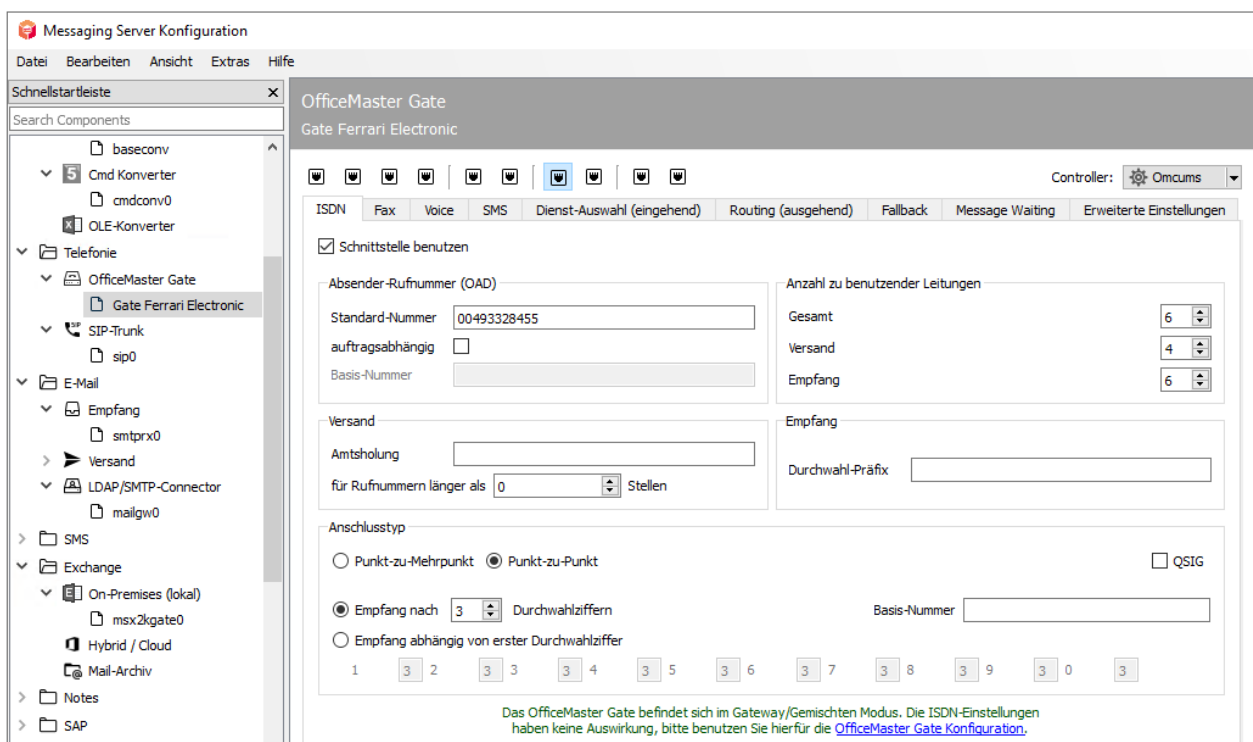 Messaging Server Konfiguration
Datei Bearbeiten Ansicht Extras Hilfe
Schnellstartleiste
Search Components
baseconv
5 Cmd Konverter
cmdconv0
OLE-Konverter
Telefonie
OfficeMaster Gate
Gate Ferrari Electronic
SIP SIP-Trunk
sip0
E-Mail
Empfang
smtprx0
Versand
LDAP/SMTP-Connector
mailgw0
SMS
Exchange
On-Premises (lokal)
msx2kgate0
Hybrid / Cloud
Mail-Archiv
Notes
SAP
OfficeMaster Gate
Gate Ferrari Electronic
Controller: Omcums
ISDN Fax Voice SMS Dienst-Auswahl (eingehend) Routing (ausgehend) Fallback Message Waiting Erweiterte Einstellungen
Schnittstelle benutzen
Absender-Rufnummer (OAD)
Standard-Nummer 00493328455
auftragsabhängig
Basis-Nummer
Anzahl zu benutzender Leitungen
Gesamt 6
Versand 4
Empfang 6
Versand
Amtsholung
für Rufnummern länger als 0 Stellen
Empfang
Durchwahl-Präfix
Anschlusstyp
Punkt-zu-Mehrpunkt Punkt-zu-Punkt QSIG
Empfang nach 3 Durchwahlziffern Basis-Nummer
Empfang abhängig von erster Durchwahlziffer
1 3 2 3 3 3 4 3 5 3 6 3 7 3 8 3 9 3 0 3
Das OfficeMaster Gate befindet sich im Gateway/Gemischten Modus. Die ISDN-Einstellungen
haben keine Auswirkung, bitte benutzen Sie hierfür die OfficeMaster Gate Konfiguration.